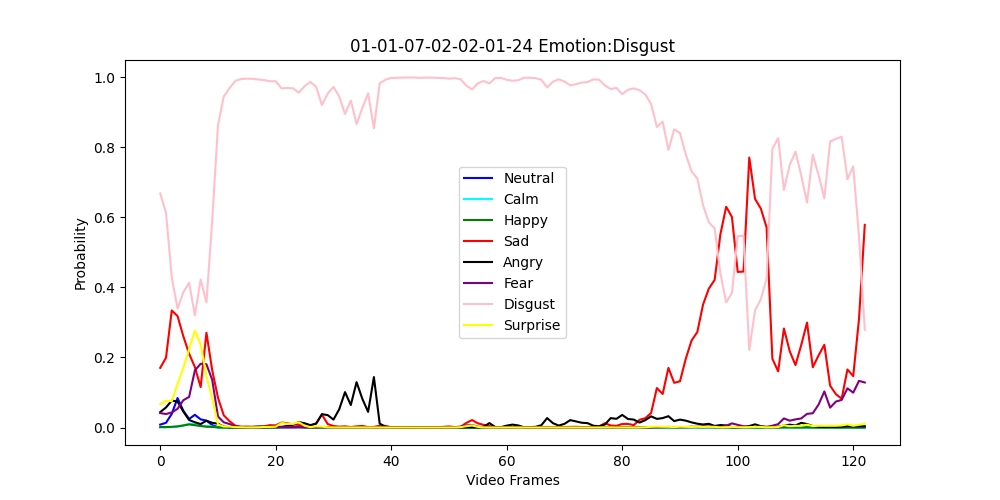 01-01-07-02-02-01-24 Emotion:Disgust
1.0
0.8
0.6
0.4
0.2
0.0
Probability
Neutral
Calm
Happy
Sad
Angry
Fear
Disgust
Surprise
0 20 40 60 80 100 120
Video Frames